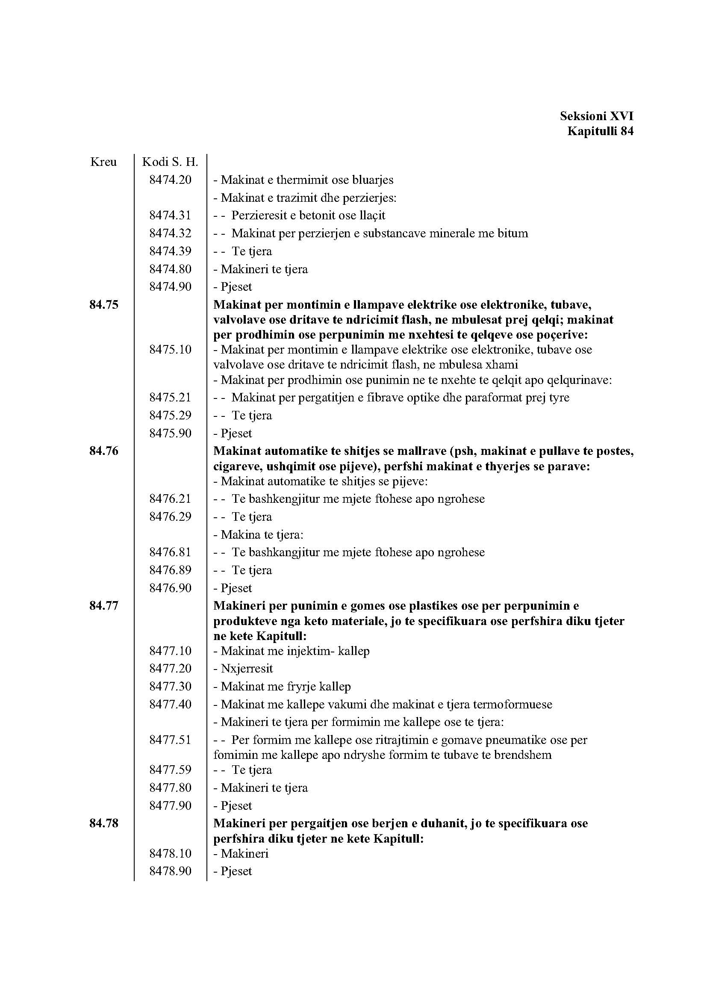 Seksioni XVI
Kapitulli 84
Kreu Kodi S. H.
8474.20 - Makinat e thermimit ose bluarjes
- Makinat e trazimit dhe perzierjes:
8474.31 - - Perzieresit e betonit ose llaçit
8474.32 - - Makinat per perzierjen e substancave minerale me bitum
8474.39 - - Te tjera
8474.80 - Makineri te tjera
8474.90 - Pjeset
84.75 Makinat per montimin e llampave elektrike ose elektronike, tubave,
valvolave ose dritave te ndricimit flash, ne mbulesat prej qelqi; makinat
per prodhimin ose perpunimin me nxehtesi te qelqeve ose poçerive:
8475.10 - Makinat per montimin e llampave elektrike ose elektronike, tubave ose
valvolave ose dritave te ndricimit flash, ne mbulesa xhami
- Makinat per prodhimin ose punimin ne te nxehte te qelqit apo qelqurinave:
8475.21 - - Makinat per pergatitjen e fibrave optike dhe paraformat prej tyre
8475.29 - - Te tjera
8475.90 - Pjeset
84.76 Makinat automatike te shitjes se mallrave (psh, makinat e pullave te postes,
cigareve, ushqimit ose pijeve), perfshi makinat e thyerjes se parave:
- Makinat automatike te shitjes se pijeve:
8476.21 - - Te bashkengjitur me mjete ftohese apo ngrohese
8476.29 - - Te tjera
- Makina te tjera:
8476.81 - - Te bashkangjitur me mjete ftohese apo ngrohese
8476.89 - - Te tjera
8476.90 - Pjeset
84.77 Makineri per punimin e gomes ose plastikes ose per perpunimin e
produkteve nga keto materiale, jo te specifikuara ose perfshira diku tjeter
ne kete Kapitull:
8477.10 - Makinat me injektim- kallep
8477.20 - Nxjerresit
8477.30 - Makinat me fryrje kallep
8477.40 - Makinat me kallepe vakumi dhe makinat e tjera termoformuese
- Makineri te tjera per formimin me kallepe ose te tjera:
8477.51 - - Per formim me kallepe ose ritrajtimin e gomave pneumatike ose per
fomimin me kallepe apo ndryshe formim te tubave te brendshem
8477.59 - - Te tjera
8477.80 - Makineri te tjera
8477.90 - Pjeset
84.78 Makineri per pergaitjen ose berjen e duhanit, jo te specifikuara ose
perfshira diku tjeter ne kete Kapitull:
8478.10 - Makineri
8478.90 - Pjeset